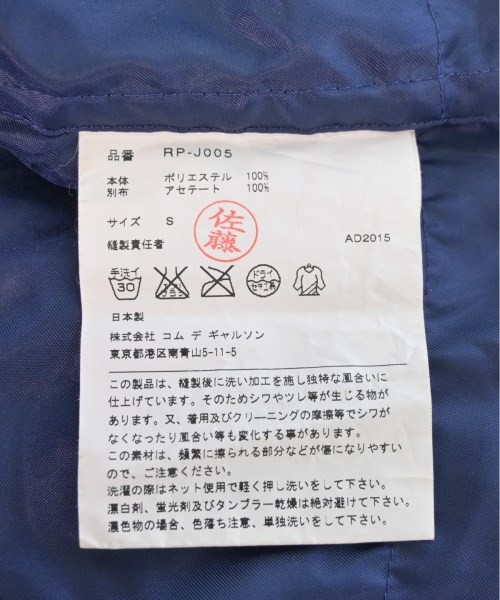 品番 RP-J005
本体 ポリエステル 100%
別布 アセテート 100%
サイズ S
佐藤
縫製責任者
AD2015
手洗イ
30
ドライ
セキユ系
日本製
株式会社 コム デ ギャルソン
東京都港区南青山5-11-5
この製品は、縫製後に洗い加工を施し独特な風合いに
仕上げています。そのためシワやツレ等が生じる物が
あります。又、着用及びクリーニングの摩擦等でシワが
なくなったり風合い等も変化する事があります。
この素材は、頻繁に擦られる部分などが傷になりやすい
ので、ご注意ください。
洗濯の際はネット使用で軽く押し洗いをして下さい。
漂白剤、蛍光剤及びタンブラー乾燥は絶対避けて下さい。
濃色物の場合、色落ち注意、単独洗いをして下さい。